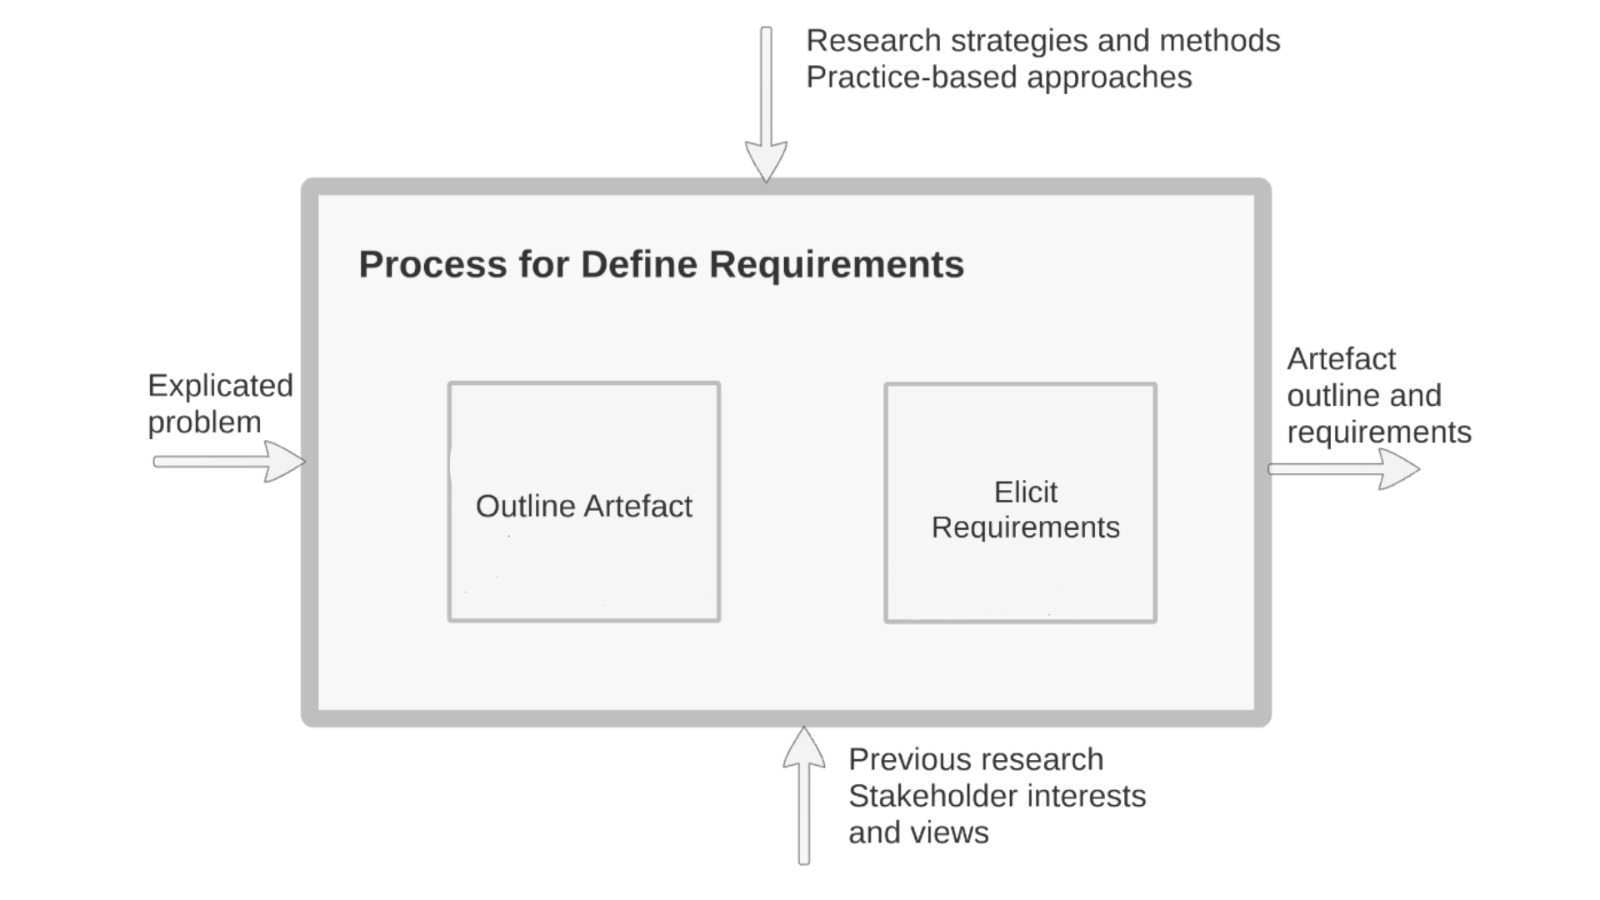 Research strategies and methods
Practice-based approaches
Process for Define Requirements
Explicated
problem
Outline Artefact
Elicit
Requirements
Artefact
outline and
requirements
Previous research
Stakeholder interests
and views